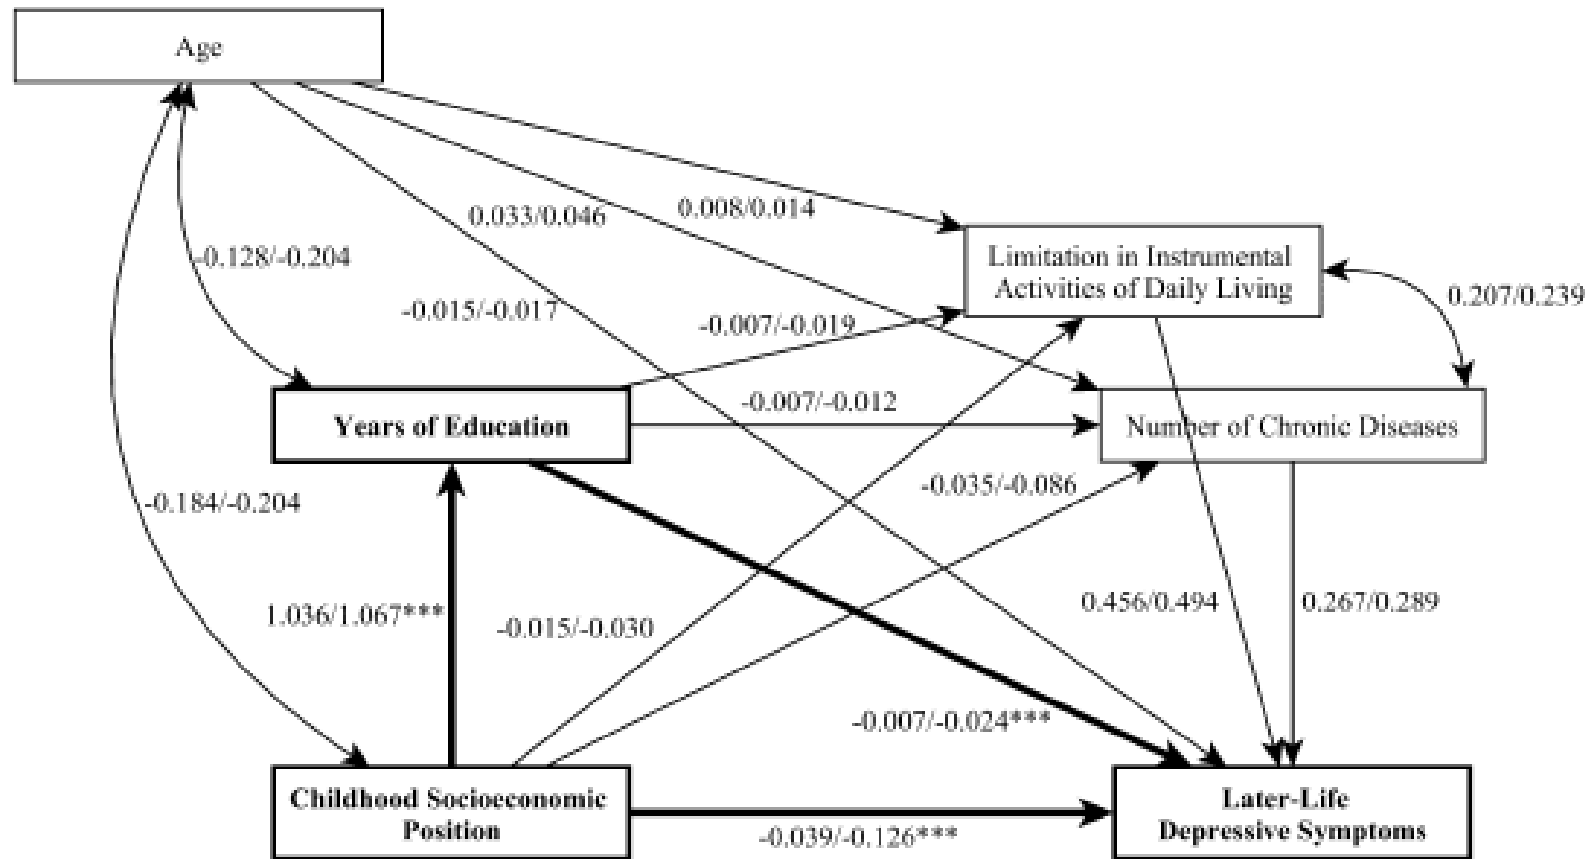 Age
0.033/0.046
0.008/0.014
-0.128/-0.204
Limitation in Instrumental
Activities of Daily Living
0.207/0.239
-0.015/-0.017
-0.007/-0.019
-0.007/-0.012
Years of Education
Number of Chronic Diseases
-0.184/-0.204
-0.035/-0.086
1.036/1.067***
-0.015/-0.030
0.456/0.494
0.267/0.289
-0.007/-0.024***
Childhood Socioeconomic
Position
-0.039/-0.126***
Later-Life
Depressive Symptoms